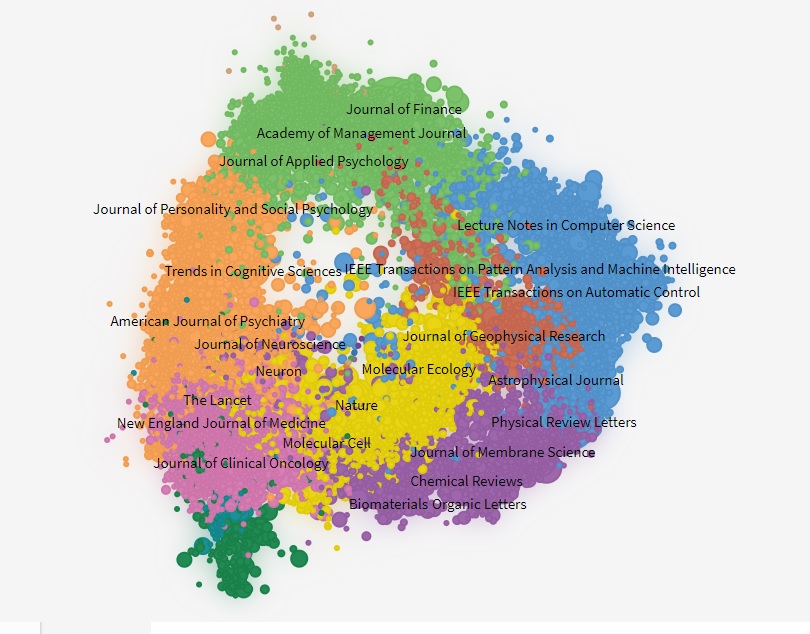 Journal of Finance
Academy of Management Journal
Journal of Applied Psychology
Journal of Personality and Social Psychology
Lecture Notes in Computer Science
Trends in Cognitive Sciences
IEEE Transactions on Pattern Analysis and Machine Intelligence
IEEE Transactions on Automatic Control
American Journal of Psychiatry
Journal of Geophysical Research
Journal of Neuroscience
Neuron
Molecular Ecology
Astrophysical Journal
The Lancet
Nature
New England Journal of Medicine
Physical Review Letters
Molecular Cell
Journal of Membrane Science
Journal of Clinical Oncology
Chemical Reviews
Biomaterials Organic Letters